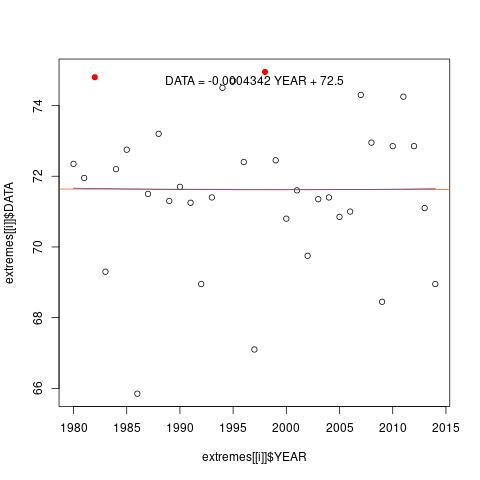 DATA = -0.004342 YEAR + 72.5
74
72
70
68
66
extremes[[i]]$DATA
1980 1985 1990 1995 2000 2005 2010 2015
extremes[[i]]$YEAR